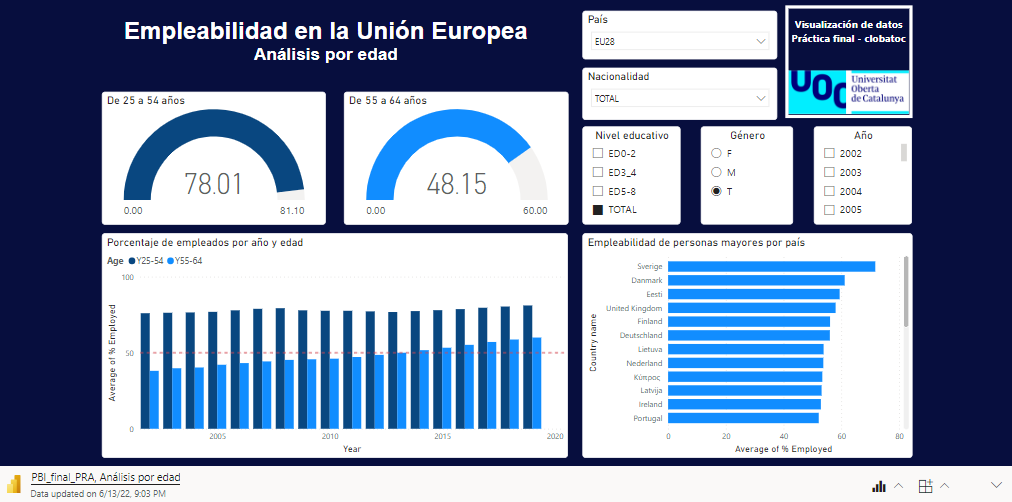 Empleabilidad en la Unión Europea
Análisis por edad
País
EU28
Nacionalidad
TOTAL
Visualización de datos
Práctica final - clobatoc
UOC
Universitat
Oberta
de Catalunya
De 25 a 54 años
78.01
0.00
81.10
De 55 a 64 años
48.15
0.00
60.00
Nivel educativo
ED0-2
ED3_4
ED5-8
TOTAL
Género
F
M
T
Año
2002
2003
2004
2005
Porcentaje de empleados por año y edad
Age Y25-54 Y55-64
Average of % Employed
100
50
0
2005
2010
2015
2020
Year
Empleabilidad de personas mayores por país
Country name
Sverige
Danmark
Eesti
United Kingdom
Finland
Deutschland
Lietuva
Nederland
Κύπρος
Latvija
Ireland
Portugal
0
20
40
60
80
Average of % Employed
PBI_final_PRA, Análisis por edad
Data updated on 6/13/22, 9:03 PM